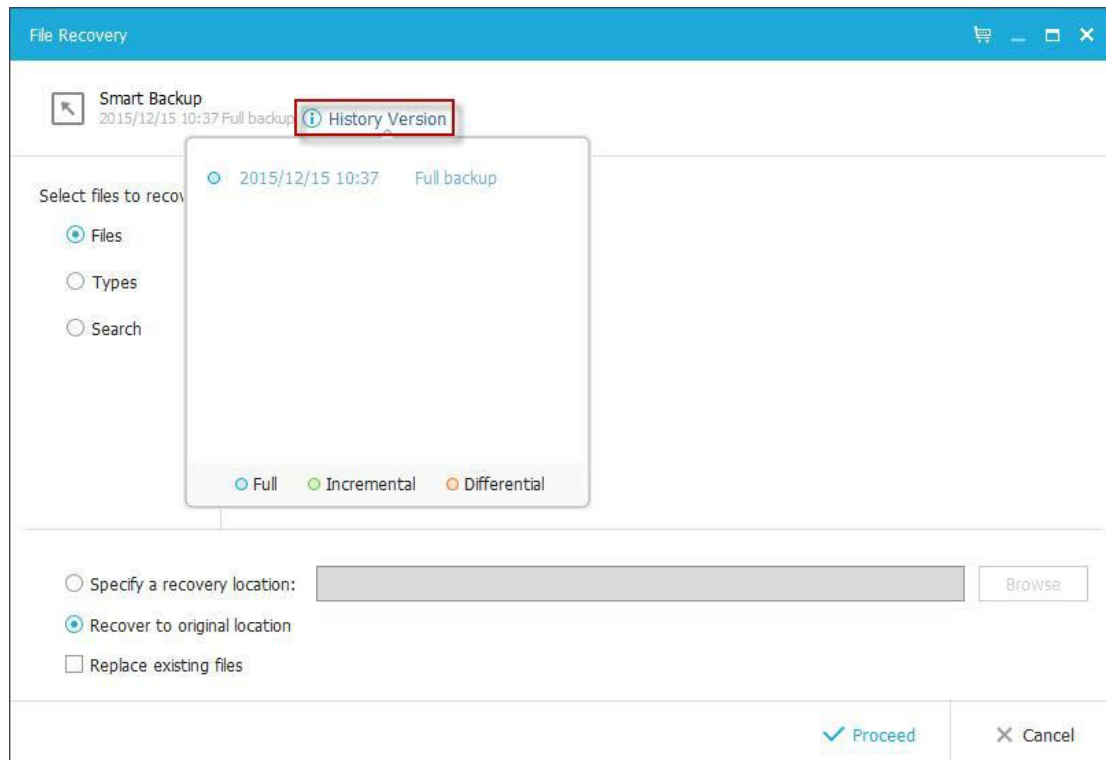 File Recovery
Smart Backup
2015/12/15 10:37 Full backup
History Version
2015/12/15 10:37 Full backup
Select files to recov
Files
Types
Search
Full Incremental Differential
Specify a recovery location: Browse
Recover to original location
Replace existing files
Proceed Cancel